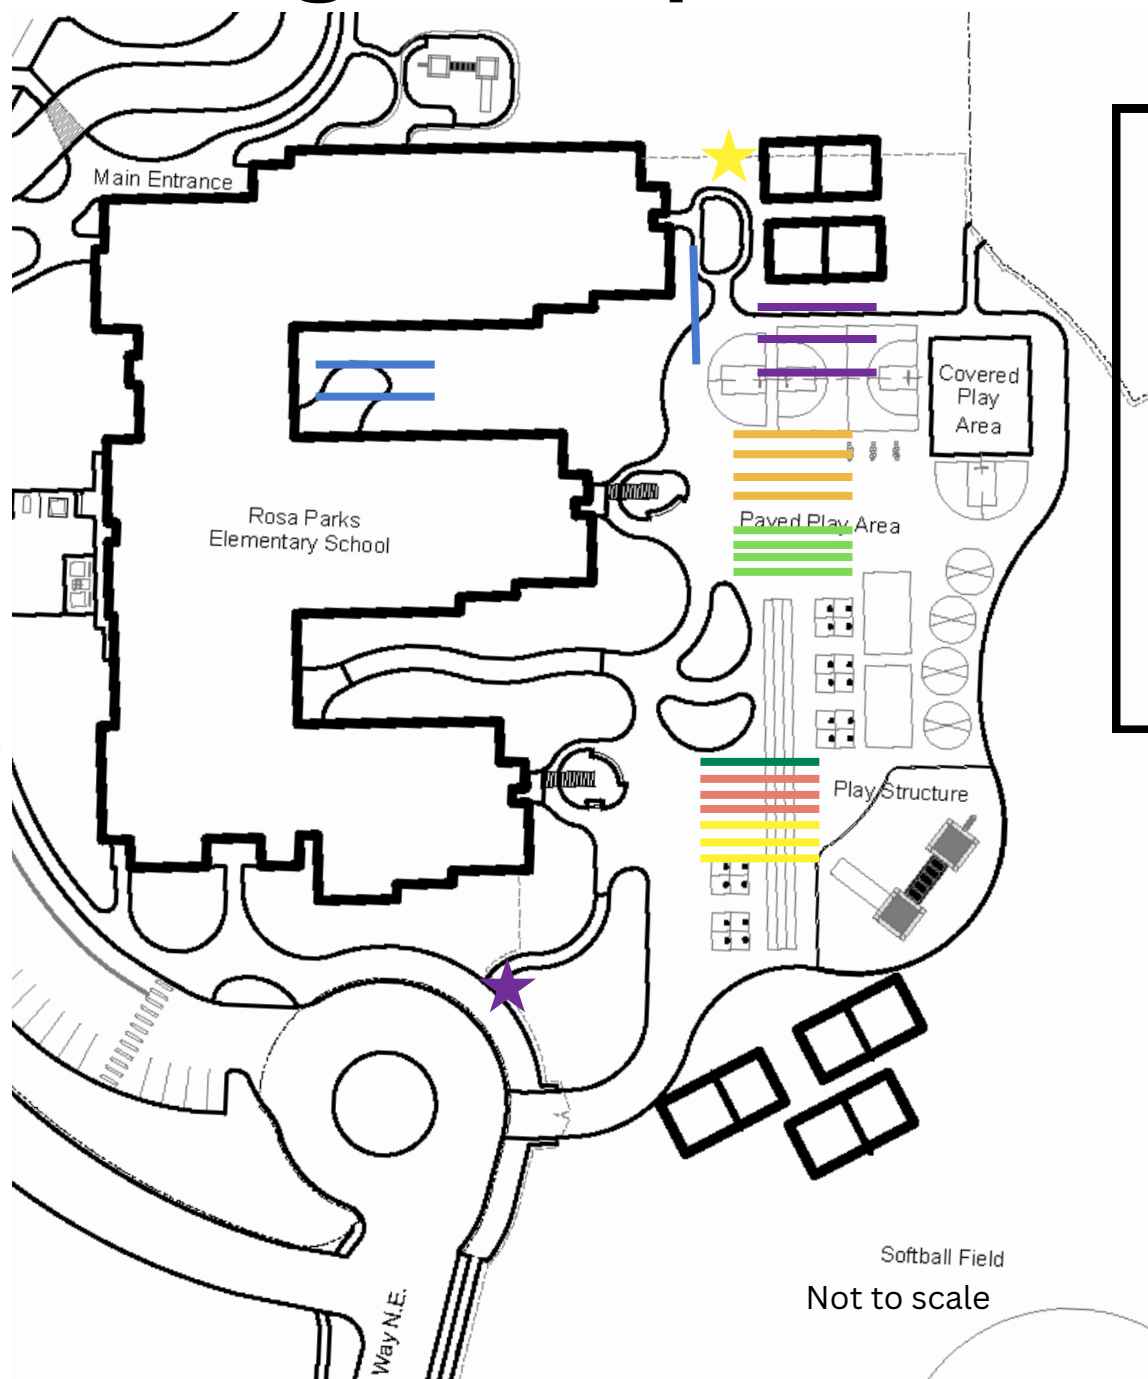 Main Entrance
Covered
Play
Area
Rosa Parks
Elementary School
Paved Play Area
Play Structure
Softball Field
Not to scale
Way N.E.